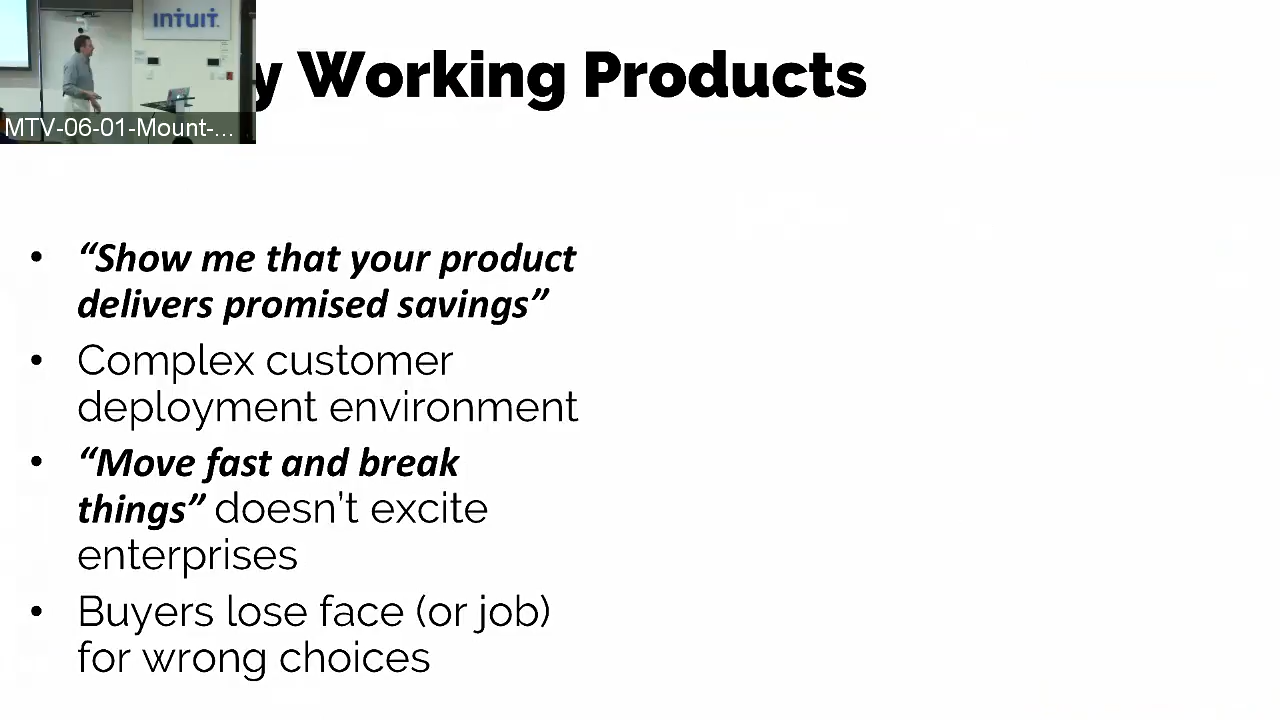 INTUIT
MTV-06-01-Mount-...
y Working Products
• “Show me that your product
delivers promised savings”
• Complex customer
deployment environment
• “Move fast and break
things” doesn’t excite
enterprises
• Buyers lose face (or job)
for wrong choices